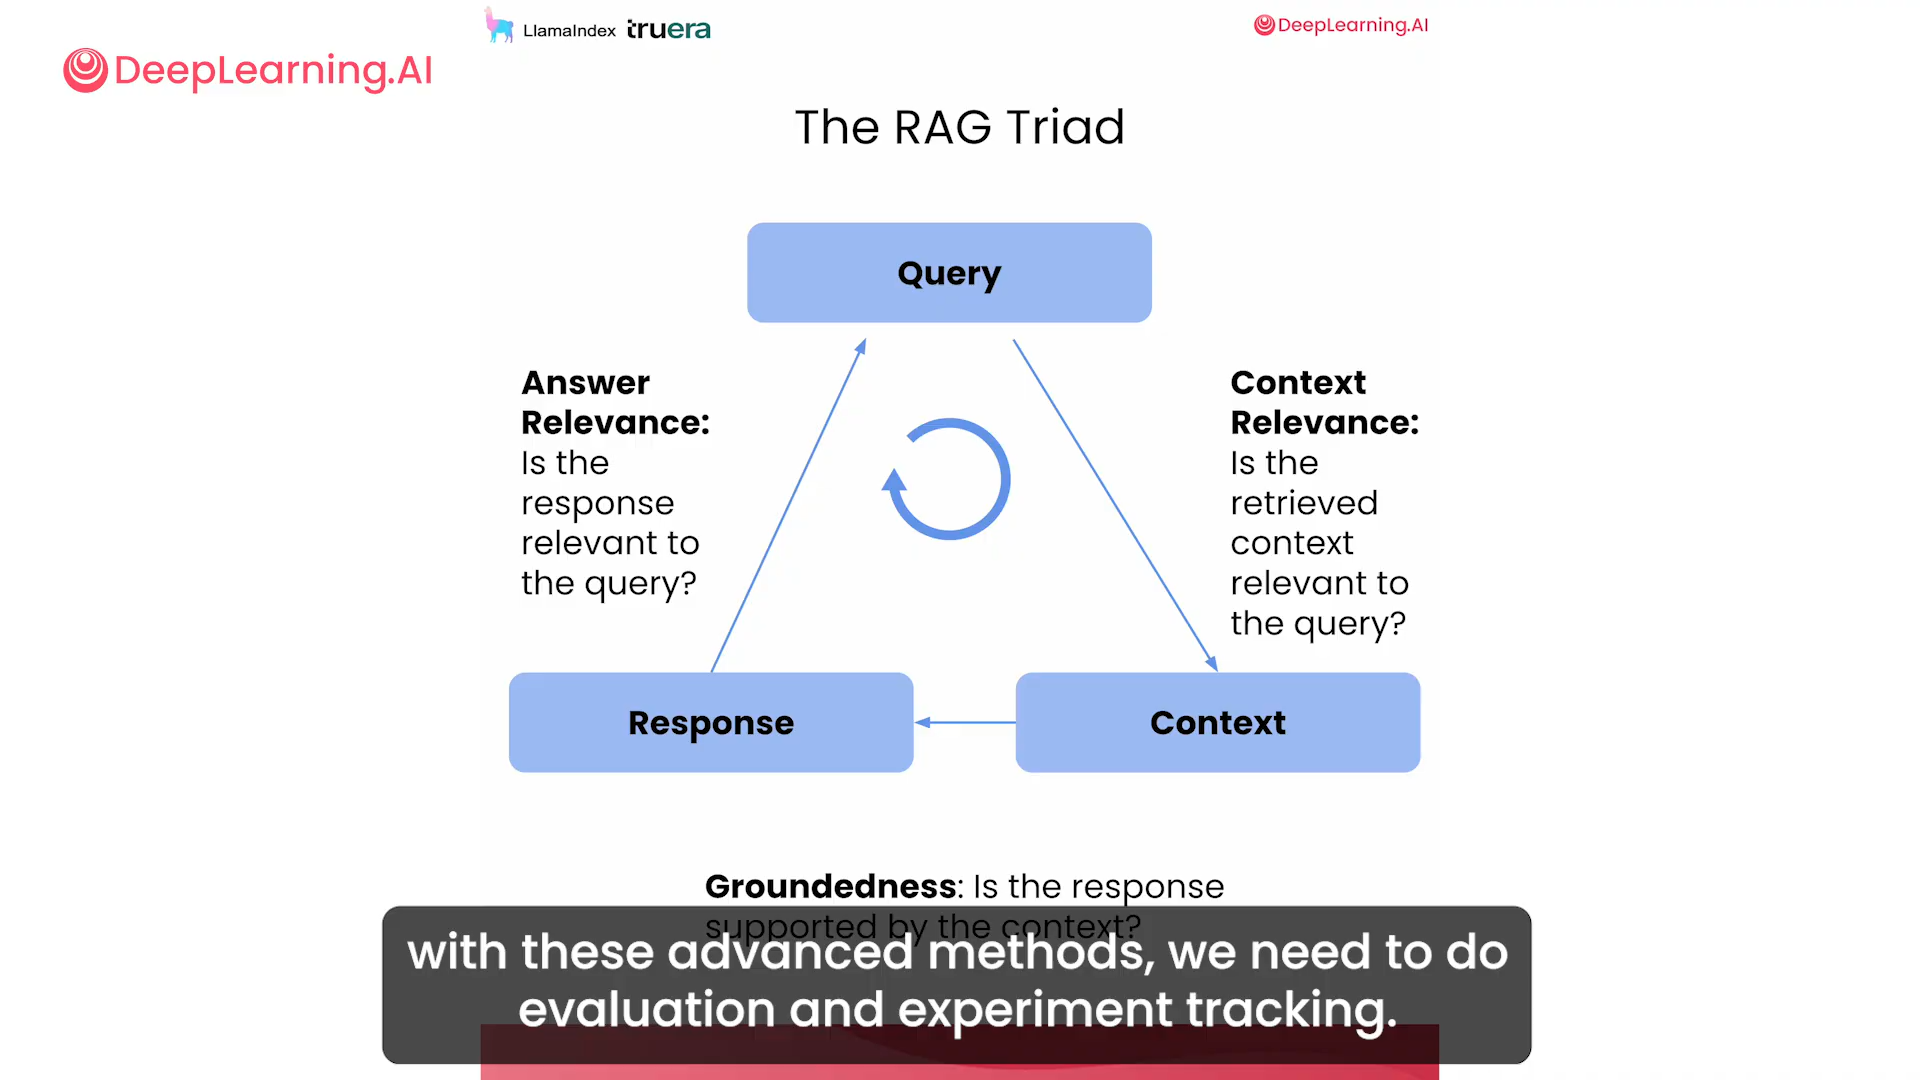 LlamaIndex truera
DeepLearning.AI
DeepLearning.AI
The RAG Triad
Query
Answer
Relevance:
Is the
response
relevant to
the query?
Context
Relevance:
Is the
retrieved
context
relevant to
the query?
Response
Context
Groundedness: Is the response
supported by the context?
with these advanced methods, we need to do
evaluation and experiment tracking.